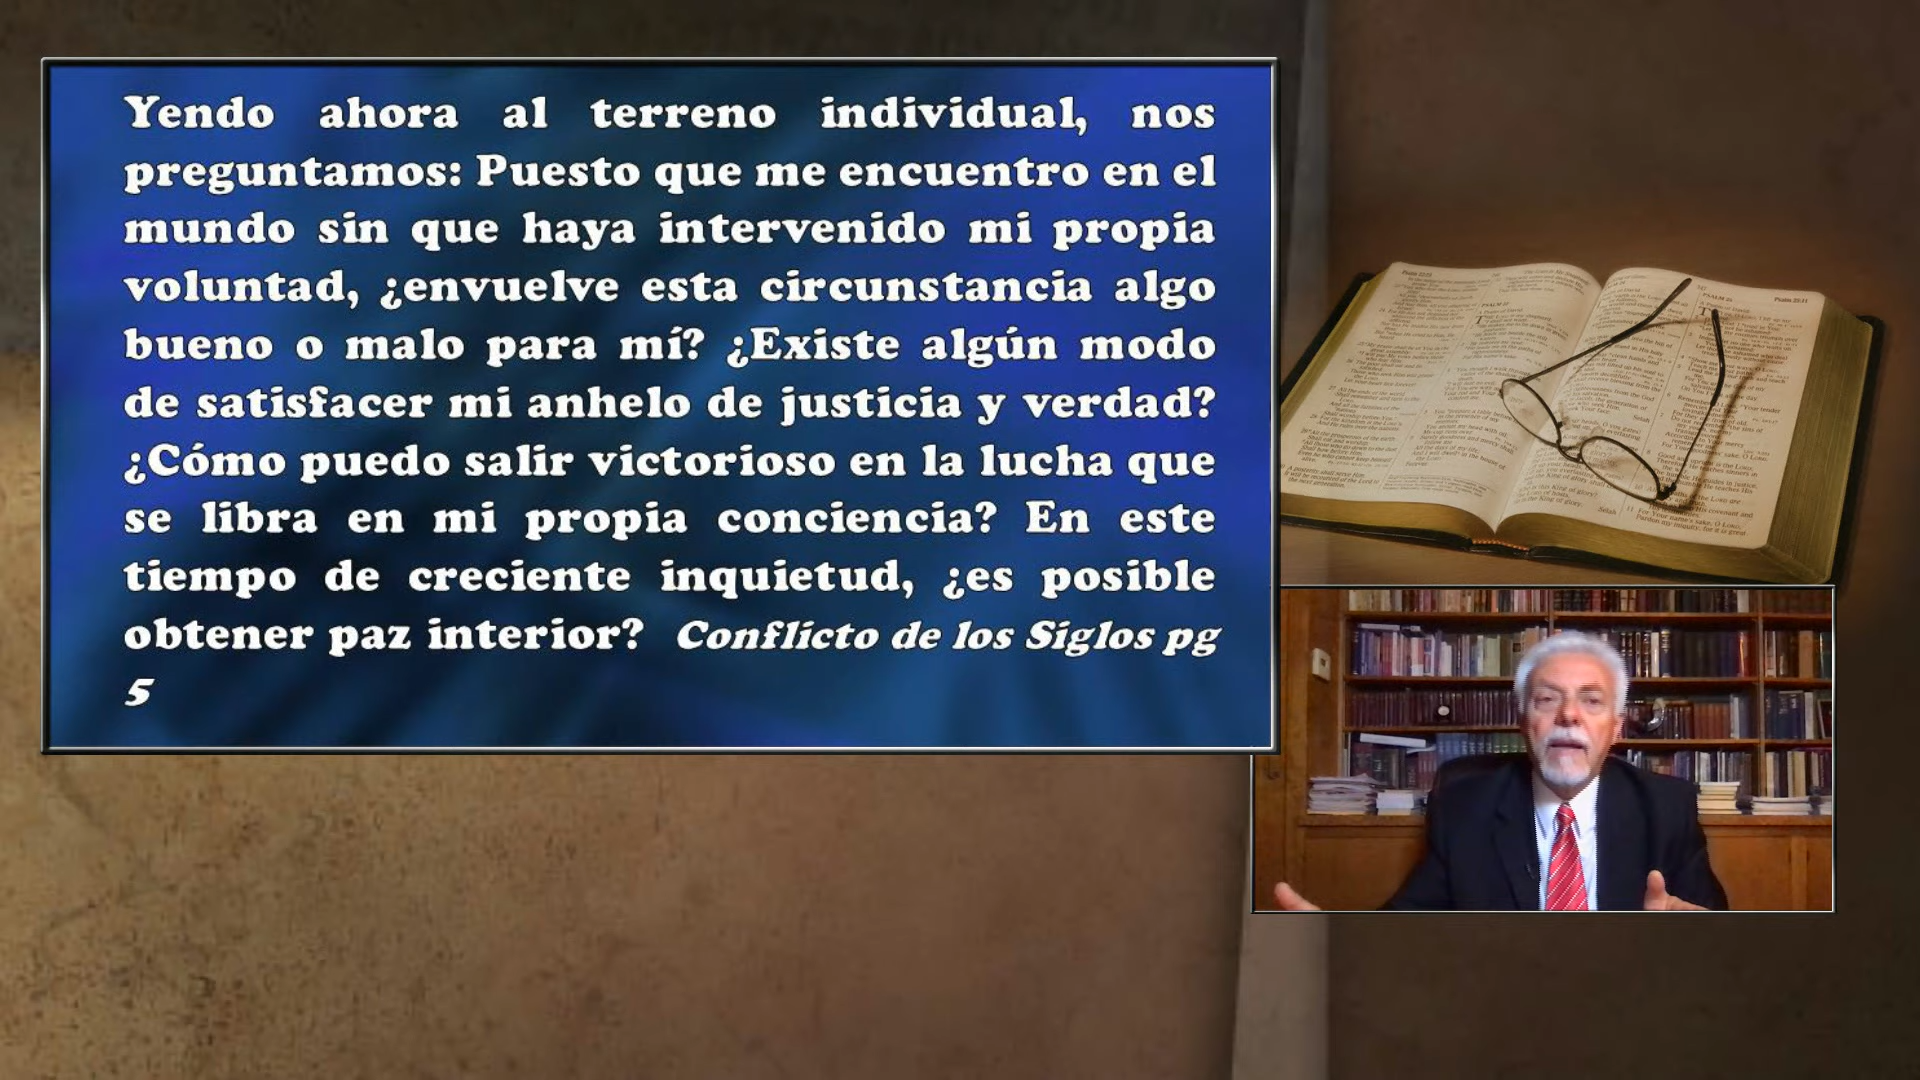 Yendo ahora al terreno individual, nos
preguntamos: Puesto que me encuentro en el
mundo sin que haya intervenido mi propia
voluntad, ¿envuelve esta circunstancia algo
bueno o malo para mí? ¿Existe algún modo
de satisfacer mi anhelo de justicia y verdad?
¿Cómo puedo salir victorioso en la lucha que
se libra en mi propia conciencia? En este
tiempo de creciente inquietud, ¿es posible
obtener paz interior? Conflicto de los Siglos pg
5